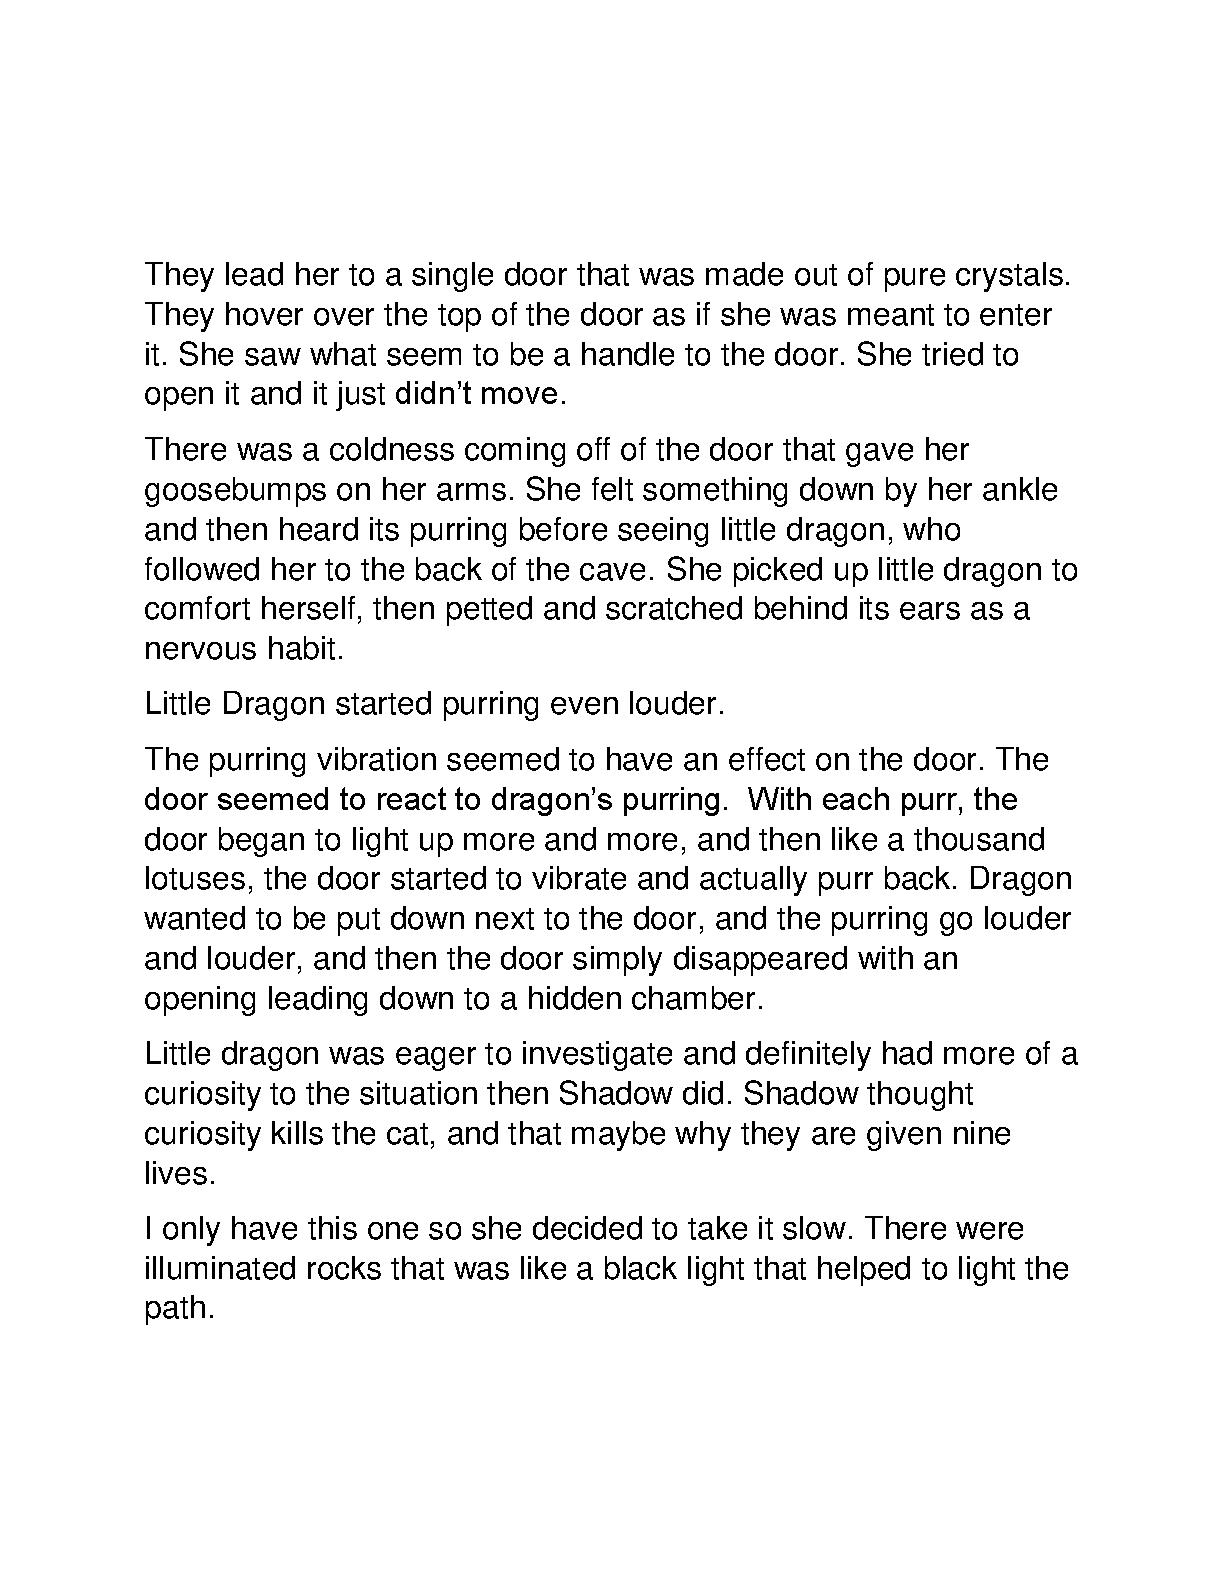 They lead her to a single door that was made out of pure crystals.
They hover over the top of the door as if she was meant to enter
it. She saw what seem to be a handle to the door. She tried to
open it and it just didn’t move.
There was a coldness coming off of the door that gave her
goosebumps on her arms. She felt something down by her ankle
and then heard its purring before seeing little dragon, who
followed her to the back of the cave. She picked up little dragon to
comfort herself, then petted and scratched behind its ears as a
nervous habit.
Little Dragon started purring even louder.
The purring vibration seemed to have an effect on the door. The
door seemed to react to dragon’s purring.  With each purr, the
door began to light up more and more, and then like a thousand
lotuses, the door started to vibrate and actually purr back. Dragon
wanted to be put down next to the door, and the purring go louder
and louder, and then the door simply disappeared with an
opening leading down to a hidden chamber.
Little dragon was eager to investigate and definitely had more of a
curiosity to the situation then Shadow did. Shadow thought
curiosity kills the cat, and that maybe why they are given nine
lives.
I only have this one so she decided to take it slow. There were
illuminated rocks that was like a black light that helped to light the
path.